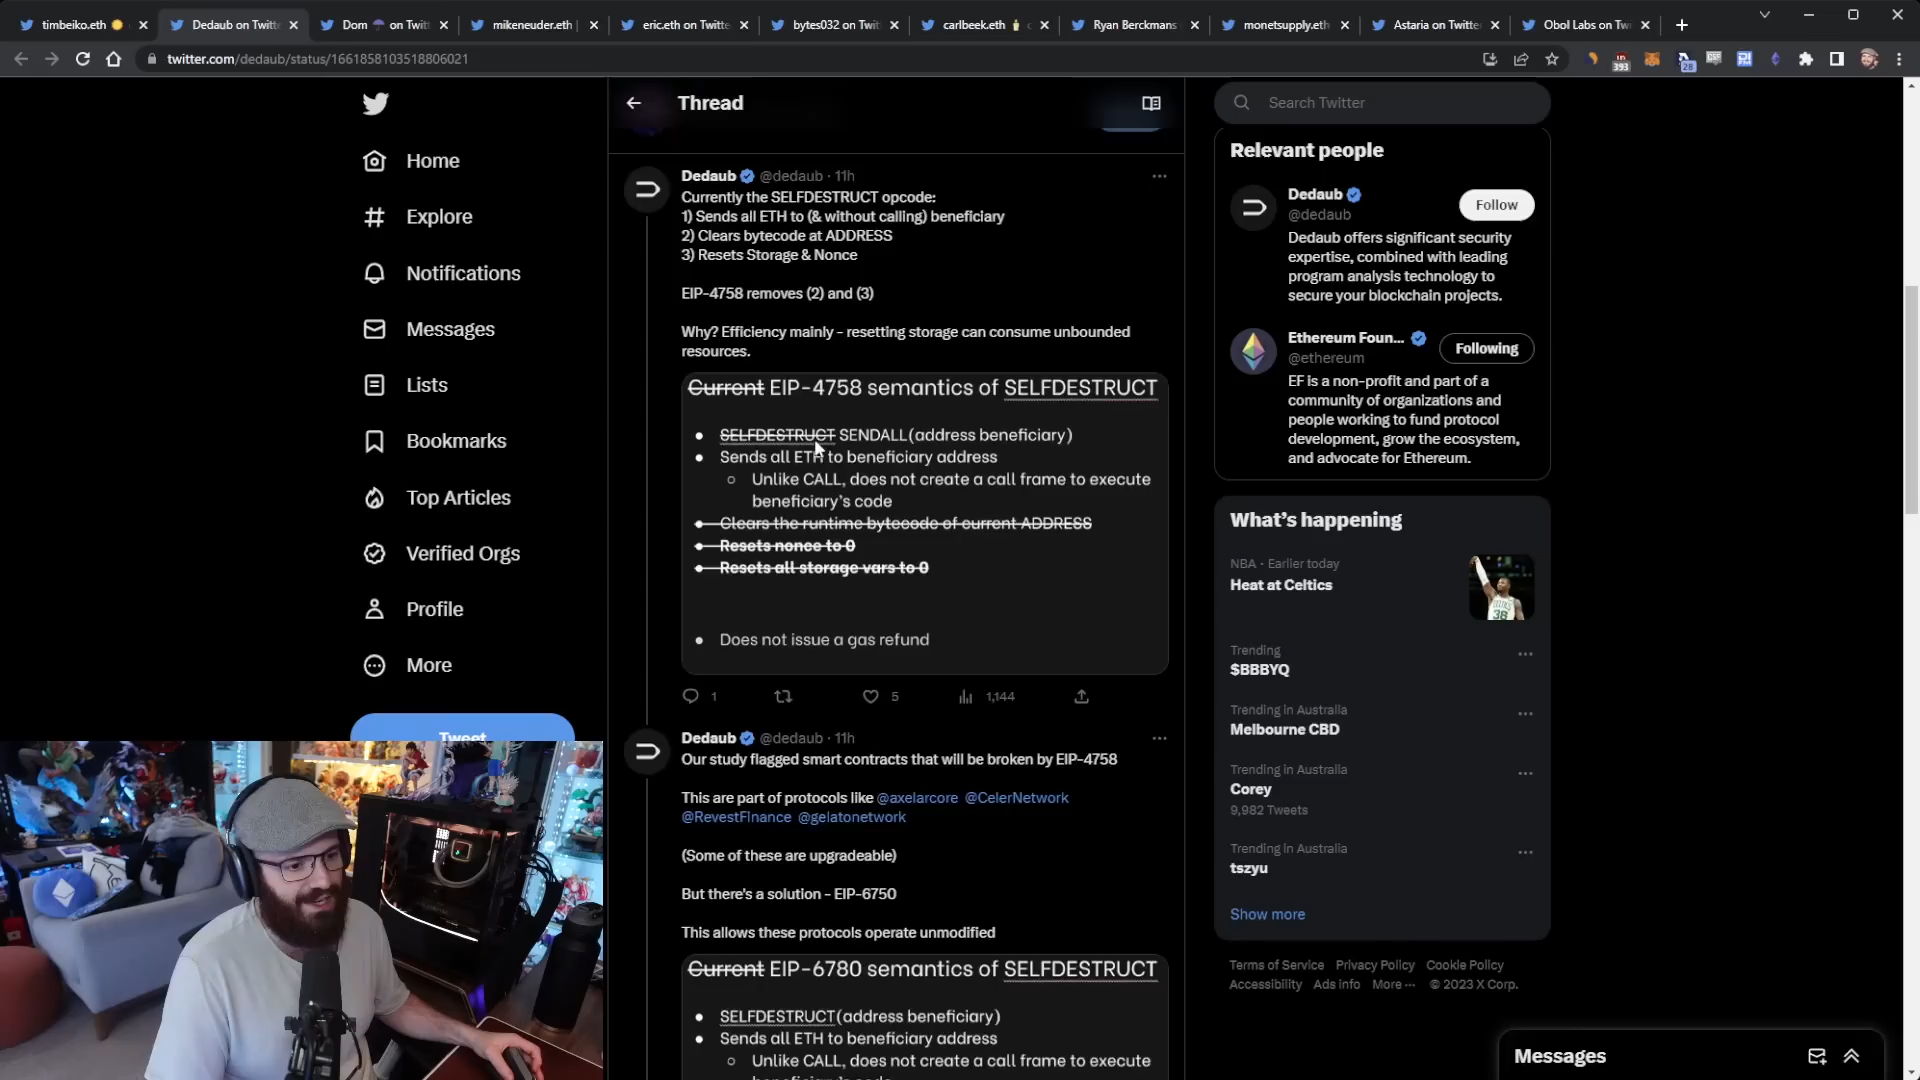 timbeiko.eth
Dedaub on Twitt
Dom on Twitt
mikeneuder.eth |
eric.eth on Twitte
bytes032 on Twi
carlbeek.eth
Ryan Berckmans
monetsupply.eth
Astaria on Twitte
Obol Labs on Tw
twitter.com/dedaub/status/1661858103518806021
393
28
Home
Explore
Notifications
Messages
Lists
Bookmarks
Top Articles
Verified Orgs
Profile
More
Tweet
Thread
Dedaub @dedaub · 11h
Currently the SELFDESTRUCT opcode:
1) Sends all ETH to (& without calling) beneficiary
2) Clears bytecode at ADDRESS
3) Resets Storage & Nonce
EIP-4758 removes (2) and (3)
Why? Efficiency mainly - resetting storage can consume unbounded
resources.
Current EIP-4758 semantics of SELFDESTRUCT
SELFDESTRUCT SENDALL(address beneficiary)
Sends all ETH to beneficiary address
Unlike CALL, does not create a call frame to execute
beneficiary's code
Clears the runtime bytecode of current ADDRESS
Resets nonce to 0
Resets all storage vars to 0
Does not issue a gas refund
1
5
1,144
Dedaub @dedaub · 11h
Our study flagged smart contracts that will be broken by EIP-4758
This are part of protocols like @axelarcore @CelerNetwork
@RevestFInance @gelatonetwork
(Some of these are upgradeable)
But there's a solution - EIP-6750
This allows these protocols operate unmodified
Current EIP-6780 semantics of SELFDESTRUCT
SELFDESTRUCT(address beneficiary)
Sends all ETH to beneficiary address
Unlike CALL, does not create a call frame to execute
beneficiary's code
Search Twitter
Relevant people
Dedaub
@dedaub
Follow
Dedaub offers significant security
expertise, combined with leading
program analysis technology to
secure your blockchain projects.
Ethereum Foun...
@ethereum
Following
EF is a non-profit and part of a
community of organizations and
people working to fund protocol
development, grow the ecosystem,
and advocate for Ethereum.
What's happening
NBA · Earlier today
Heat at Celtics
Trending
$BBBYQ
Trending in Australia
Melbourne CBD
Trending in Australia
Corey
9,982 Tweets
Trending in Australia
tszyu
Show more
Terms of Service Privacy Policy Cookie Policy
Accessibility Ads info More ··· © 2023 X Corp.
Messages